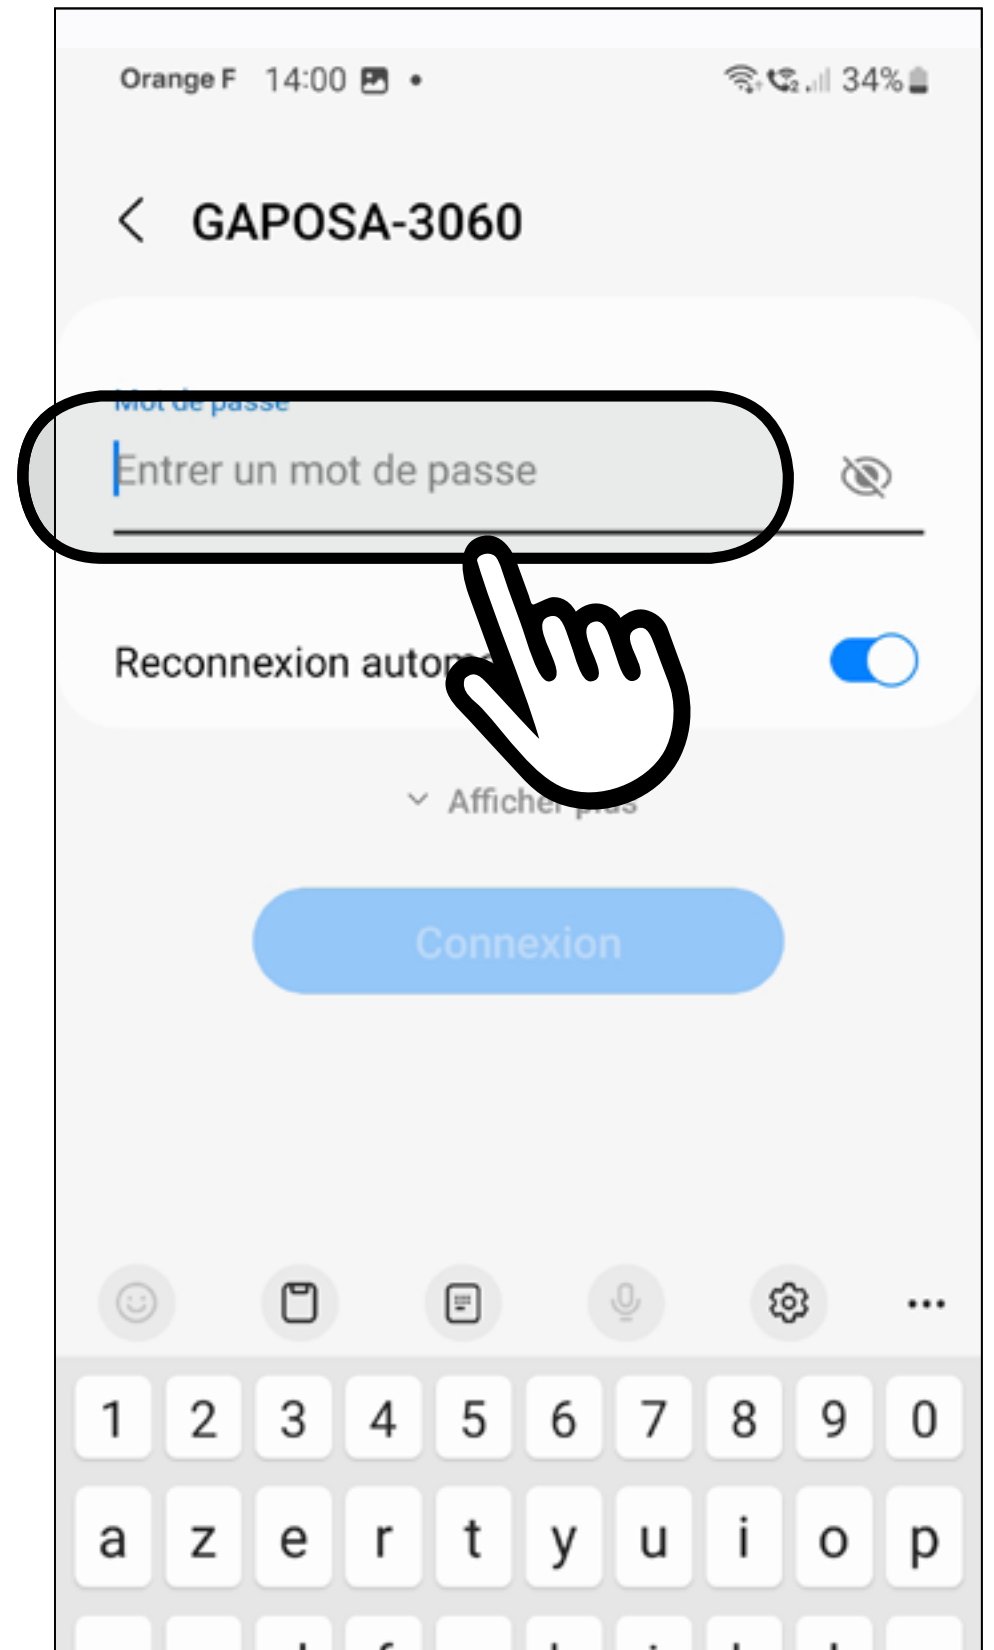 Orange F 14:00 34%
GAPOSA-3060
Mot de passe
Entrer un mot de passe
Reconnexion
Afficher plus
Connexion
1 2 3 4 5 6 7 8 9 0
a z e r t y u i o p